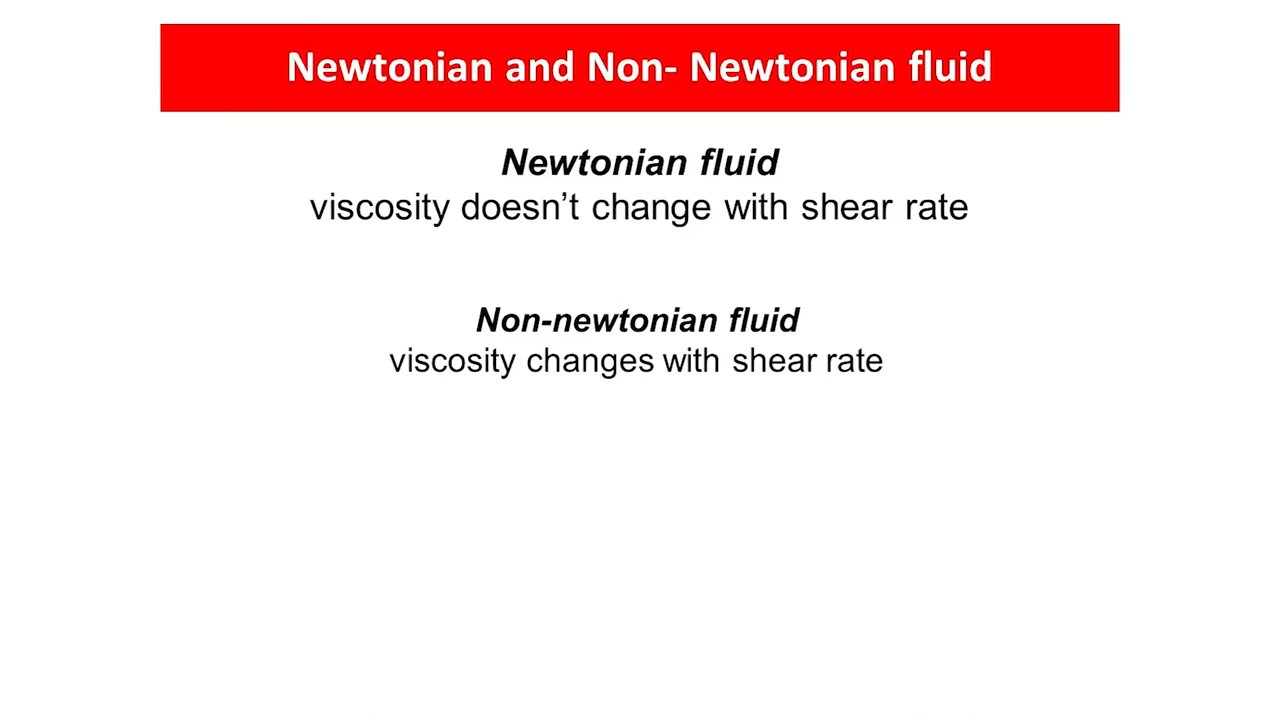 Newtonian and Non- Newtonian fluid
Newtonian fluid
viscosity doesn’t change with shear rate
Non-newtonian fluid
viscosity changes with shear rate